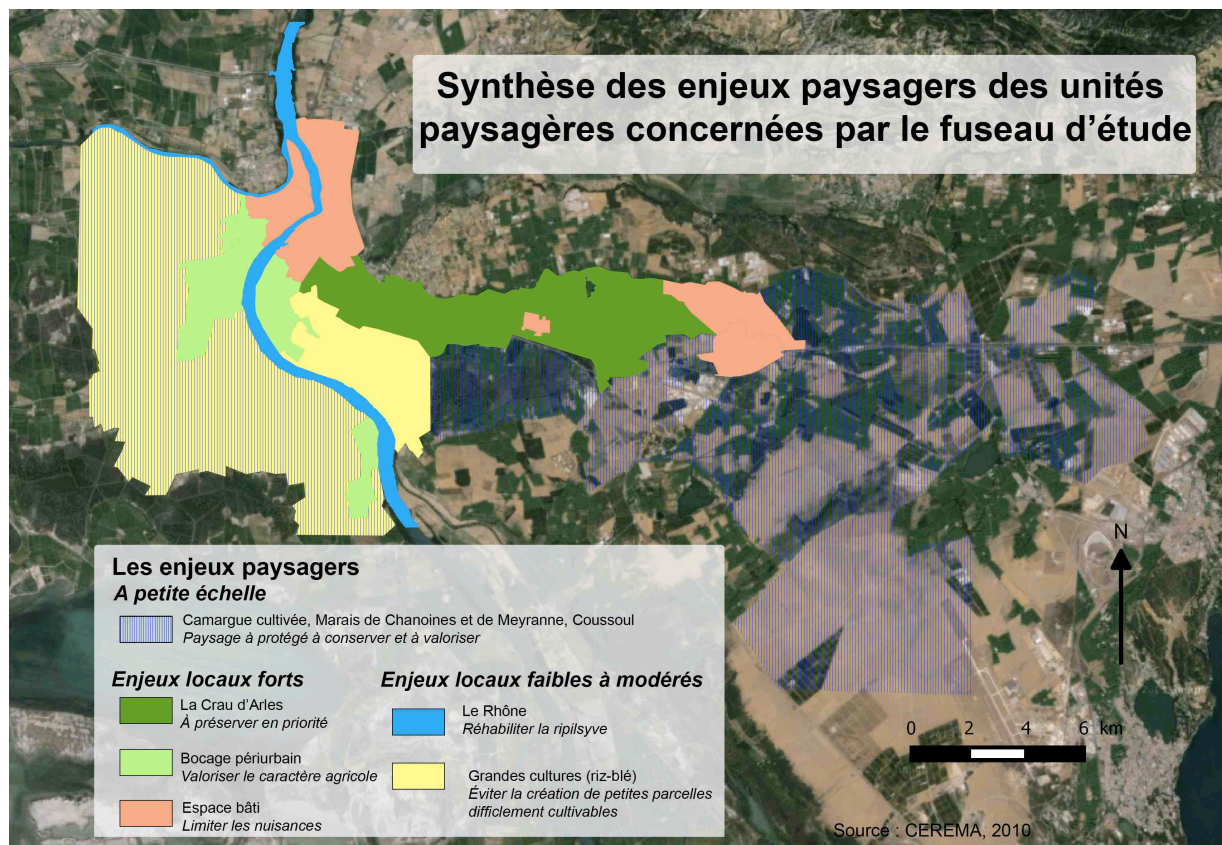 Synthèse des enjeux paysagers des unités
paysagères concernées par le fuseau d'étude
N
0 2 4 6 km
Source : CEREMA, 2010
Les enjeux paysagers
A petite échelle
Camargue cultivée, Marais de Chanoines et de Meyranne, Coussoul
Paysage à protégé à conserver et à valoriser
Enjeux locaux forts
La Crau d'Arles
À préserver en priorité
Bocage périurbain
Valoriser le caractère agricole
Espace bâti
Limiter les nuisances
Enjeux locaux faibles à modérés
Le Rhône
Réhabiliter la ripilsyve
Grandes cultures (riz-blé)
Éviter la création de petites parcelles
difficlement cultivables